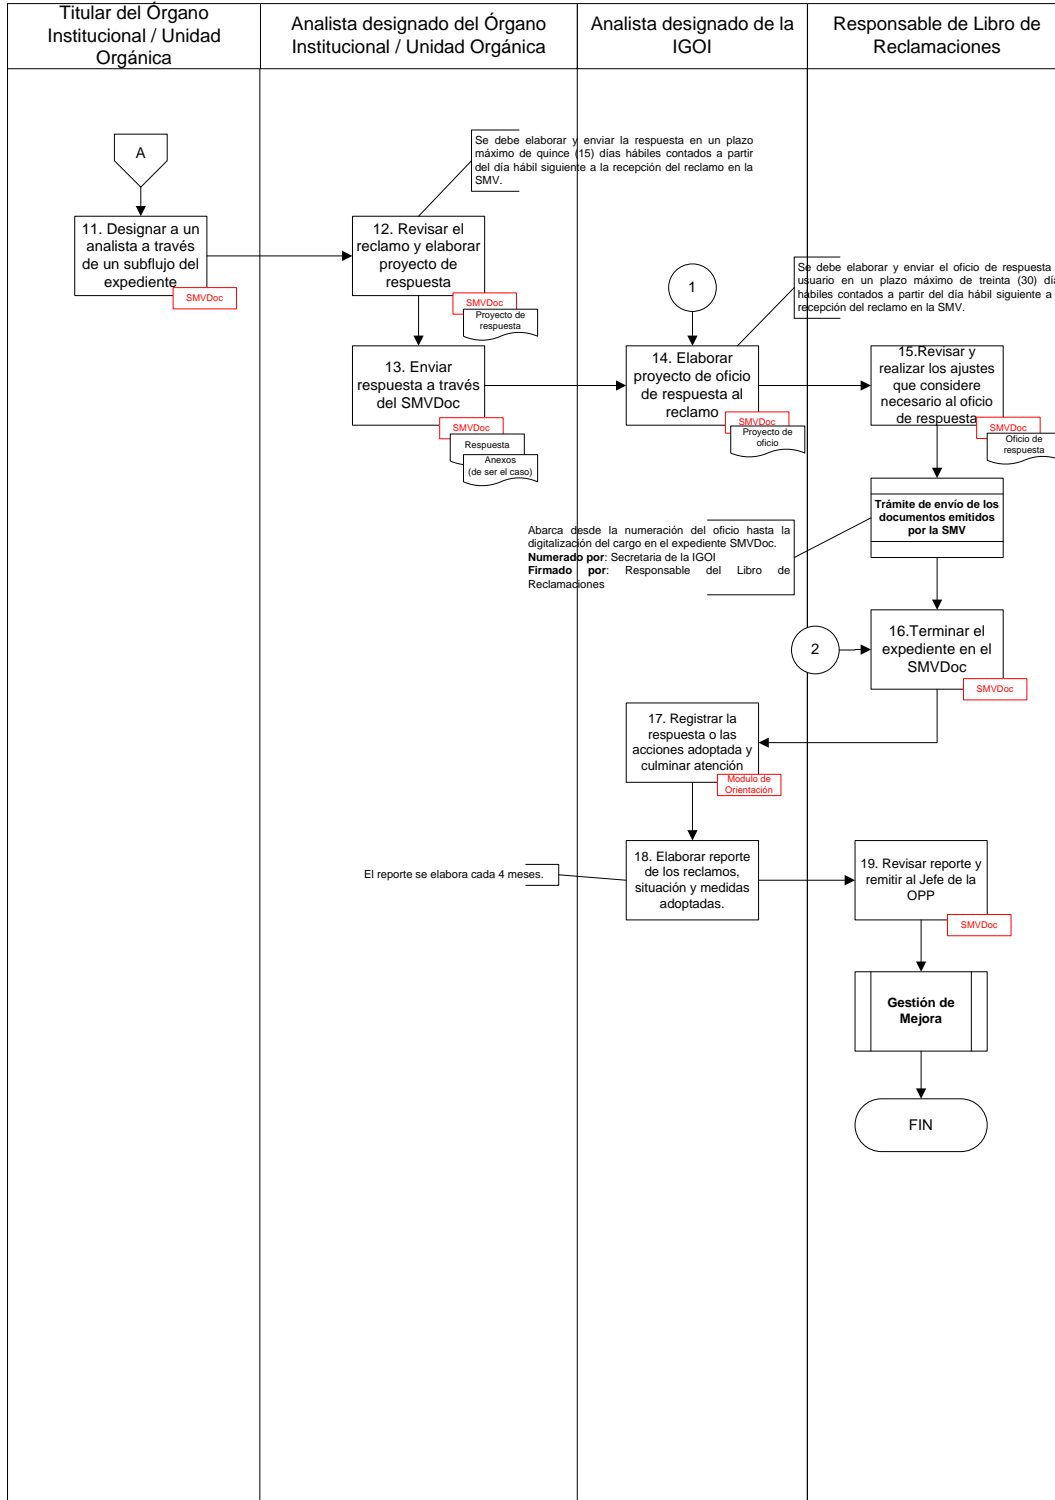 Titular del Órgano
Institucional / Unidad
Orgánica
Analista designado del Órgano
Institucional / Unidad Orgánica
Analista designado de la
IGOI
Responsable de Libro de
Reclamaciones
A
Se debe elaborar y enviar la respuesta en un plazo
máximo de quince (15) días hábiles contados a partir
del día hábil siguiente a la recepción del reclamo en la
SMV.
11. Designar a un
analista a través
de un subflujo del
expediente
SMVDoc
12. Revisar el
reclamo y elaborar
proyecto de
respuesta
SMVDoc
Proyecto de
respuesta
1
Se debe elaborar y enviar el oficio de respuesta
usuario en un plazo máximo de treinta (30) día
hábiles contados a partir del día hábil siguiente a
recepción del reclamo en la SMV.
13. Enviar
respuesta a través
del SMVDoc
SMVDoc
Respuesta
Anexos
(de ser el caso)
14. Elaborar
proyecto de oficio
de respuesta al
reclamo
SMVDoc
Proyecto de
oficio
15.Revisar y
realizar los ajustes
que considere
necesario al oficio
de respuesta
SMVDoc
Oficio de
respuesta
Trámite de envío de los
documentos emitidos
por la SMV
Abarca desde la numeración del oficio hasta la
digitalización del cargo en el expediente SMVDoc.
Numerado por: Secretaria de la IGOI
Firmado por: Responsable del Libro de
Reclamaciones
2
16.Terminar el
expediente en el
SMVDoc
SMVDoc
17. Registrar la
respuesta o las
acciones adoptada y
culminar atención
Modulo de
Orientación
El reporte se elabora cada 4 meses.
18. Elaborar reporte
de los reclamos,
situación y medidas
adoptadas.
19. Revisar reporte y
remitir al Jefe de la
OPP
SMVDoc
Gestión de
Mejora
FIN